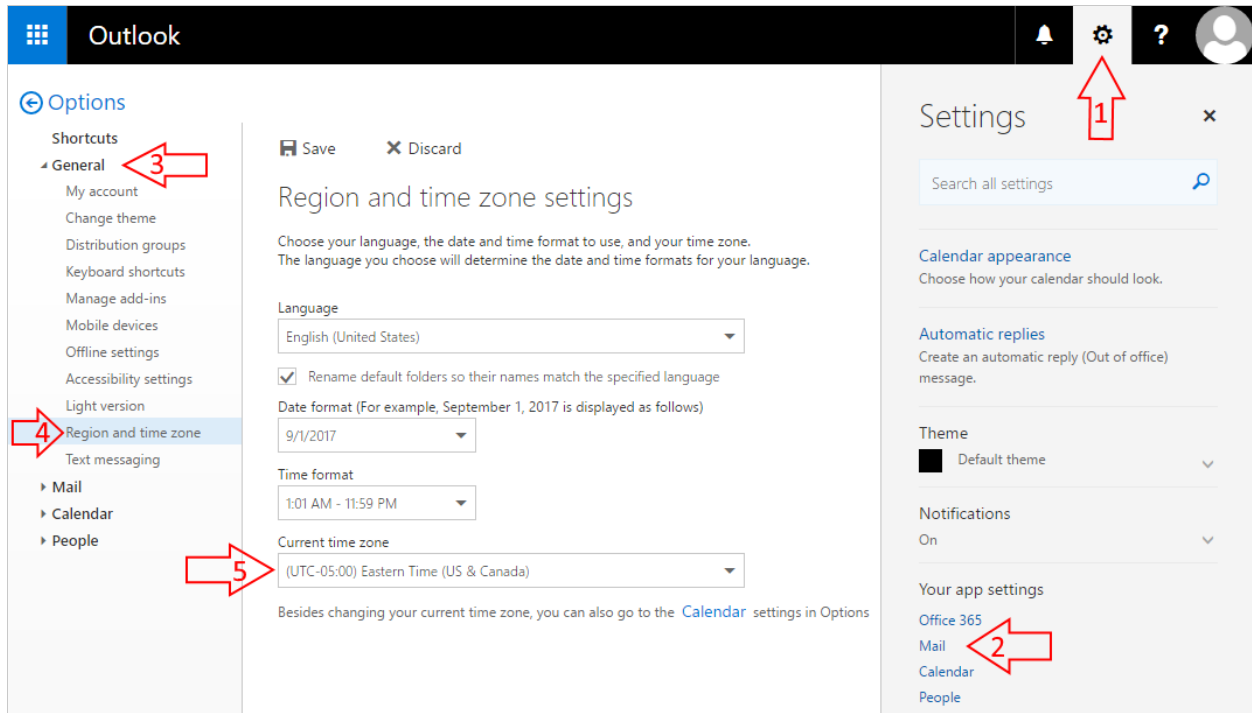 Outlook
?
Options
Shortcuts
General
3
My account
Change theme
Distribution groups
Keyboard shortcuts
Manage add-ins
Mobile devices
Offline settings
Accessibility settings
Light version
4
Region and time zone
Text messaging
Mail
Calendar
People
Save
Discard
Region and time zone settings
Choose your language, the date and time format to use, and your time zone.
The language you choose will determine the date and time formats for your language.
Language
English (United States)
Rename default folders so their names match the specified language
Date format (For example, September 1, 2017 is displayed as follows)
9/1/2017
Time format
1:01 AM - 11:59 PM
Current time zone
5
(UTC-05:00) Eastern Time (US & Canada)
Besides changing your current time zone, you can also go to the Calendar settings in Options
Settings
1
Search all settings
Calendar appearance
Choose how your calendar should look.
Automatic replies
Create an automatic reply (Out of office)
message.
Theme
Default theme
Notifications
On
Your app settings
Office 365
Mail
2
Calendar
People